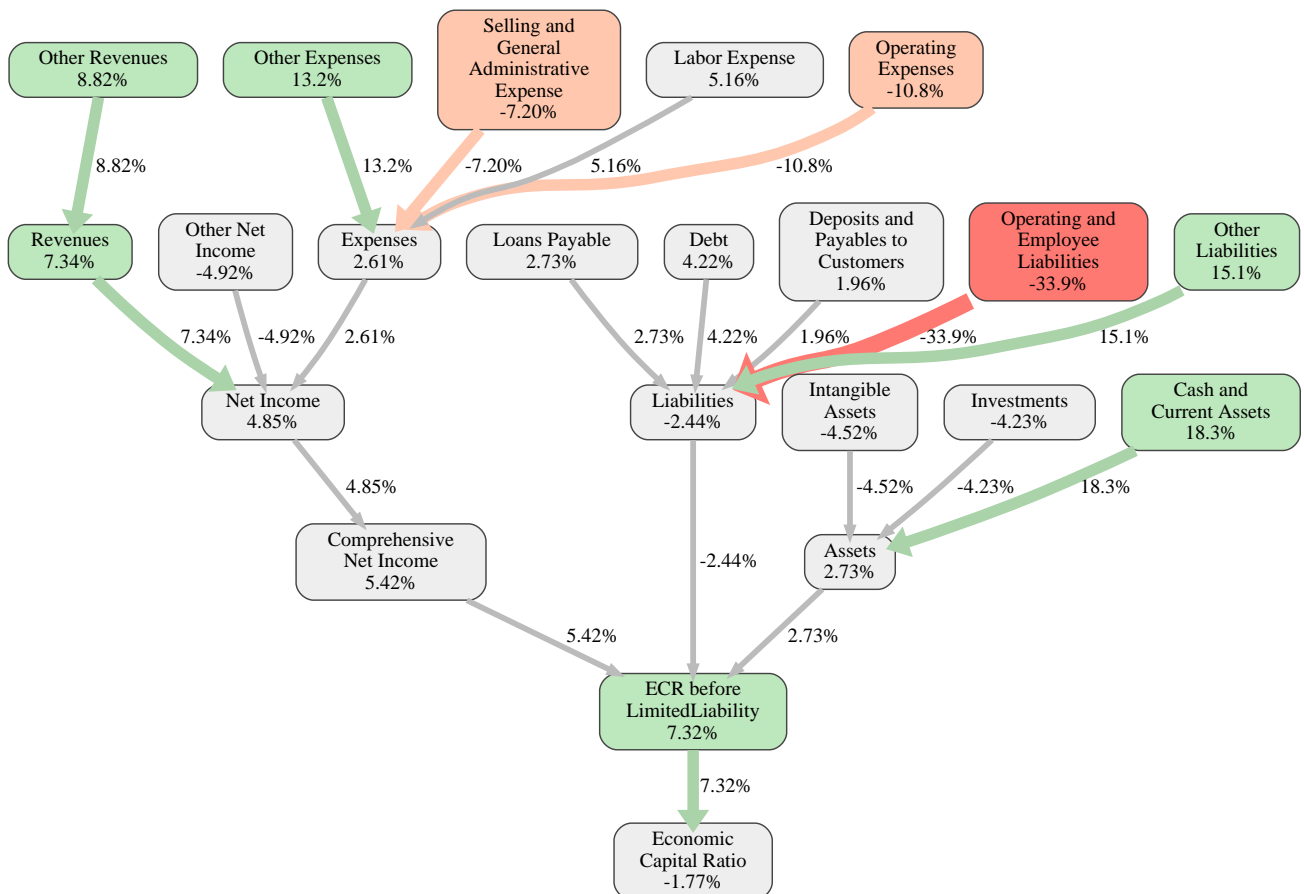 Other Revenues
8.82%
Other Expenses
13.2%
Selling and
General
Administrative
Expense
-7.20%
Labor Expense
5.16%
Operating
Expenses
-10.8%
8.82%
13.2%
-7.20%
5.16%
-10.8%
Revenues
7.34%
Other Net
Income
-4.92%
Expenses
2.61%
Loans Payable
2.73%
Debt
4.22%
Deposits and
Payables to
Customers
1.96%
Operating and
Employee
Liabilities
-33.9%
Other
Liabilities
15.1%
7.34%
-4.92%
2.61%
2.73%
4.22%
1.96%
-33.9%
15.1%
Net Income
4.85%
Liabilities
-2.44%
Intangible
Assets
-4.52%
Investments
-4.23%
Cash and
Current Assets
18.3%
4.85%
-4.52%
-4.23%
18.3%
Comprehensive
Net Income
5.42%
-2.44%
Assets
2.73%
5.42%
2.73%
ECR before
LimitedLiability
7.32%
7.32%
Economic
Capital Ratio
-1.77%